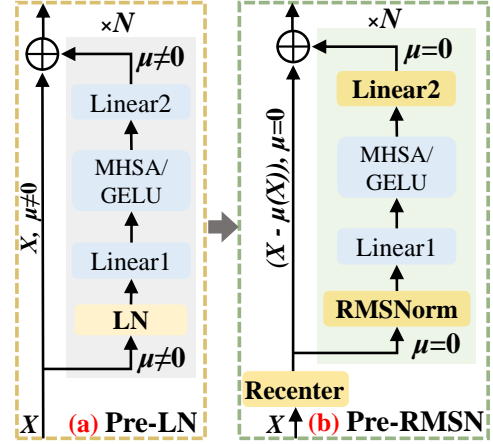 ×N
μ≠0
Linear2
MHSA/
GELU
Linear1
LN
μ≠0
X, μ≠0
X
(a) Pre-LN
×N
μ=0
Linear2
MHSA/
GELU
Linear1
RMSNorm
μ=0
(X - μ(X)), μ=0
Recenter
X
(b) Pre-RMSN